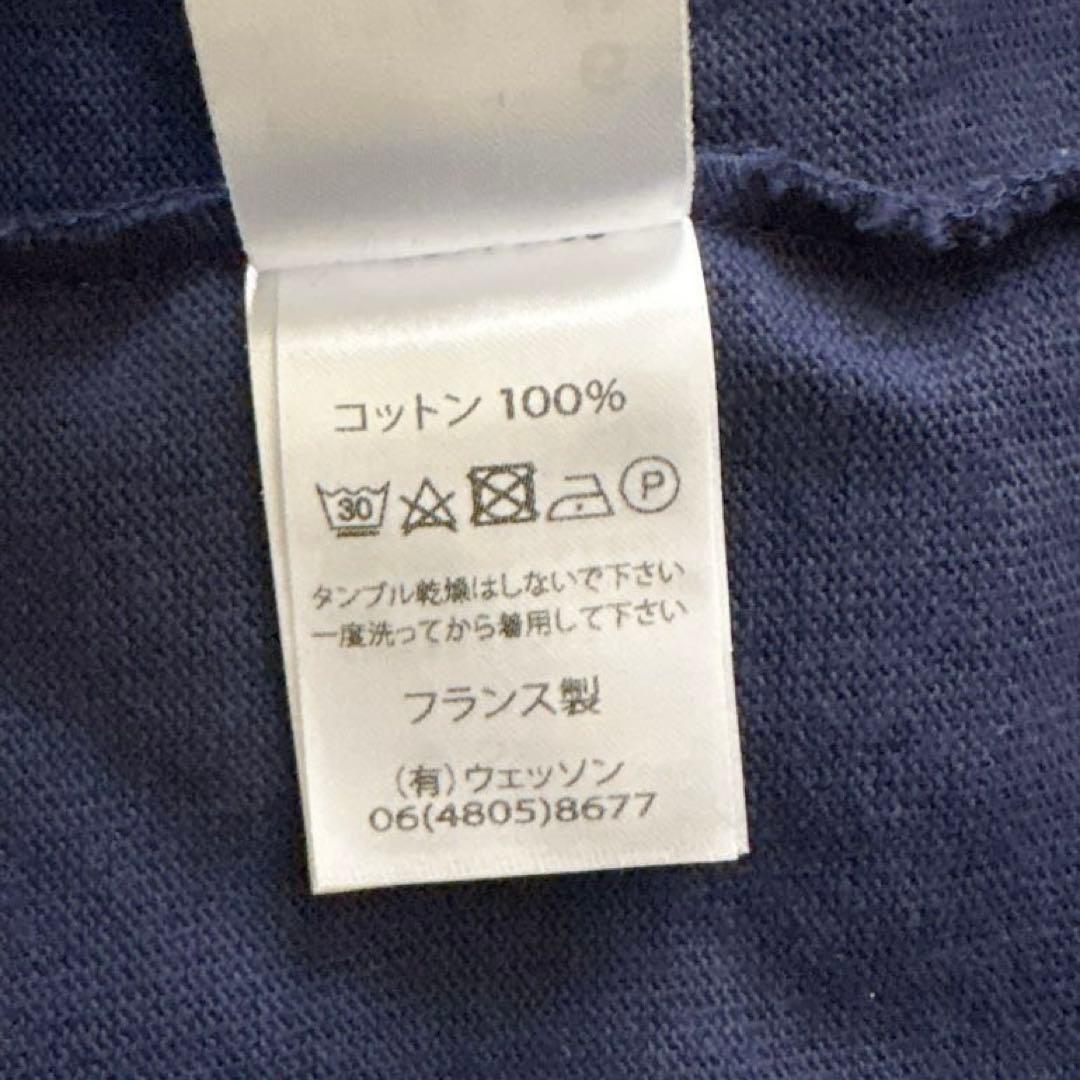 コットン 100%
30 P
タンブル乾燥はしないで下さい
一度洗ってから着用して下さい
フランス製
(有)ウェッソン
06(4805)8677